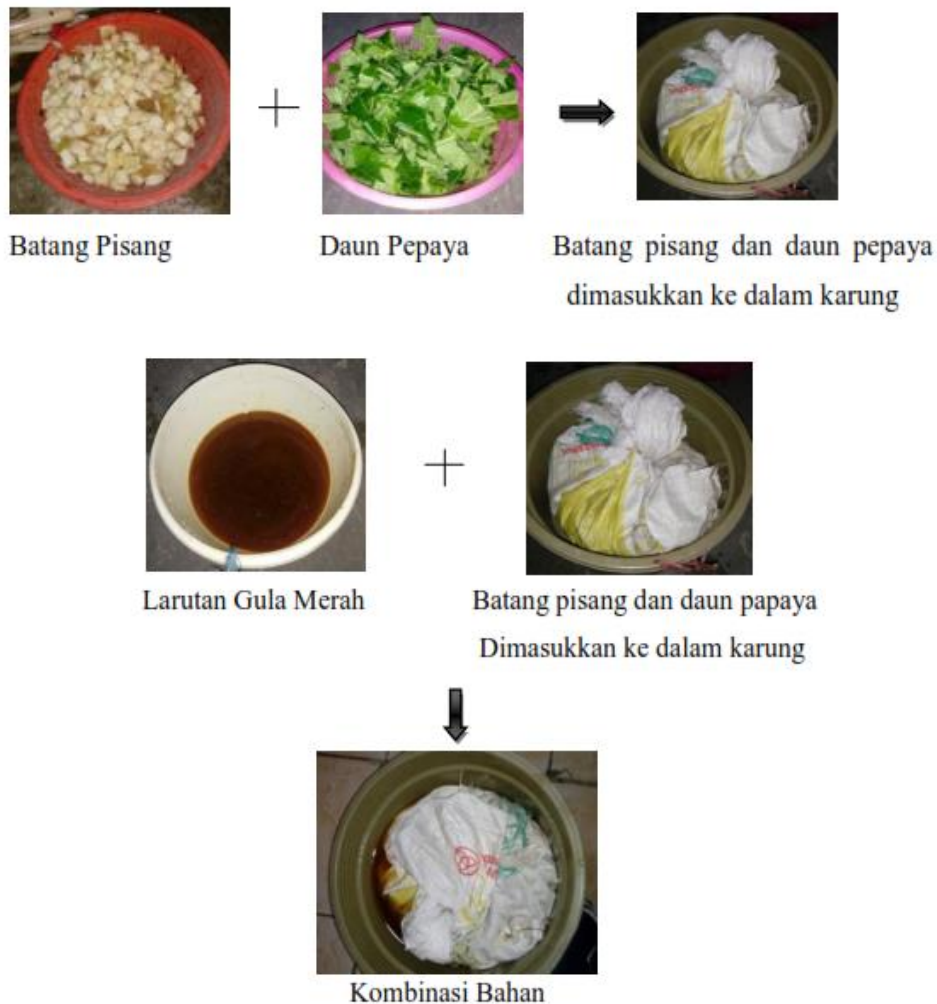 Batang Pisang
Daun Pepaya
Batang pisang dan daun pepaya
dimasukkan ke dalam karung
Larutan Gula Merah
Batang pisang dan daun papaya
Dimasukkan ke dalam karung
Kombinasi Bahan